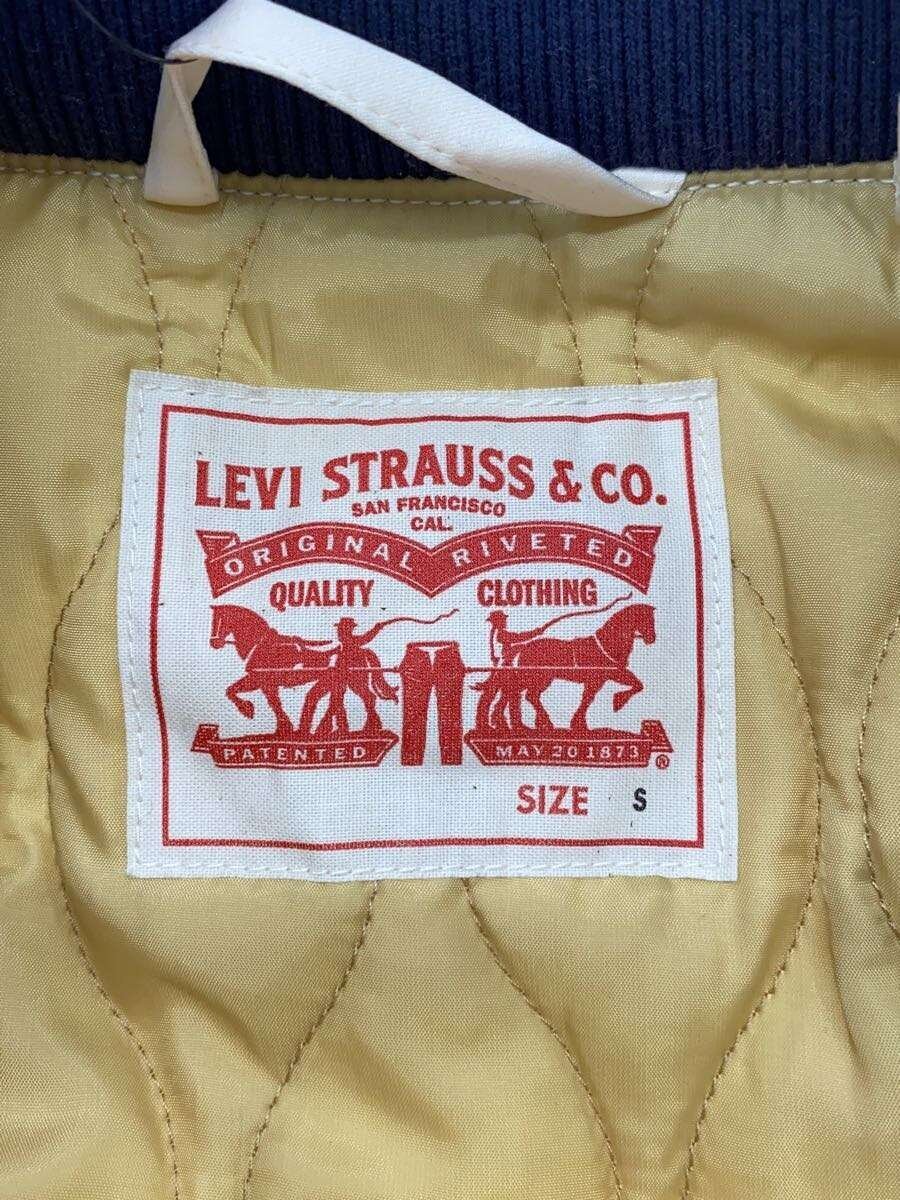 LEVI STRAUSS & CO.
SAN FRANCISCO
CAL.
ORIGINAL RIVETED
QUALITY CLOTHING
PATENTED MAY 20 1873 ®
SIZE S